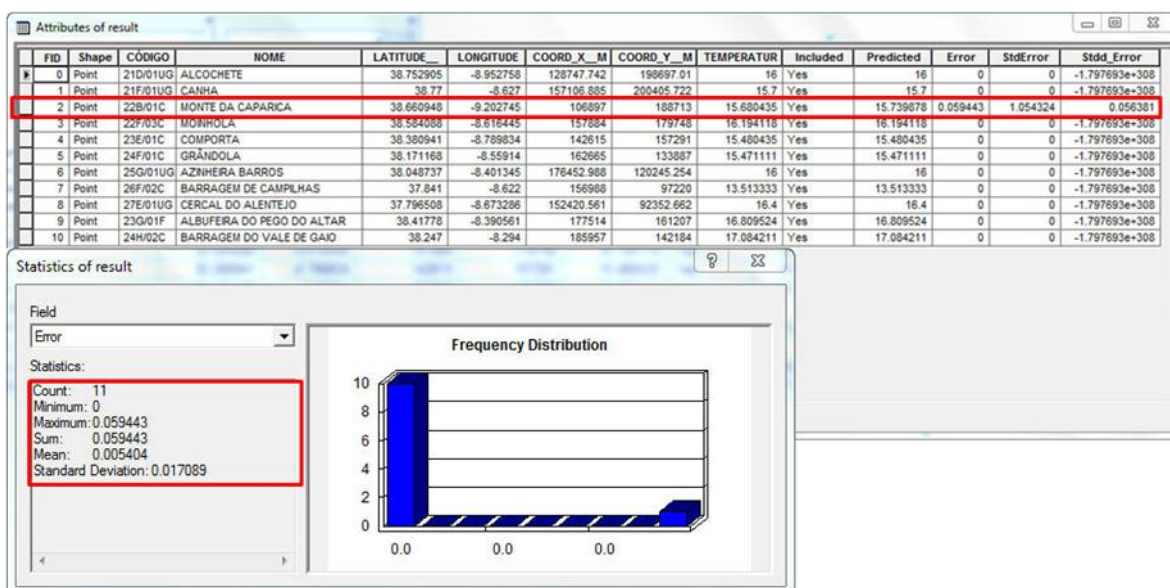 Attributes of result
FID Shape CÓDIGO NOME LATITUDE__ LONGITUDE COORD_X__M COORD_Y__M TEMPERATUR Included Predicted Error StdError Stdd_Error
0 Point 21D/01UG ALCOCHETE 38.752905 -8.952758 128747.742 198697.01 16 Yes 16 0 0 -1.797693e+308
1 Point 21F/01UG CANHA 38.77 -8.627 157106.885 200405.722 15.7 Yes 15.7 0 0 -1.797693e+308
2 Point 22B/01C MONTE DA CAPARICA 38.660948 -9.202745 106897 188713 15.680435 Yes 15.739878 0.059443 1.054324 0.056381
3 Point 22F/03C MOINHOLA 38.584088 -8.616445 157884 179748 16.194118 Yes 16.194118 0 0 -1.797693e+308
4 Point 23E/01C COMPORTA 38.380941 -8.789834 142615 157291 15.480435 Yes 15.480435 0 0 -1.797693e+308
5 Point 24F/01C GRÂNDOLA 38.171168 -8.55914 162665 133887 15.471111 Yes 15.471111 0 0 -1.797693e+308
6 Point 25G/01UG AZINHEIRA BARROS 38.048737 -8.401345 176452.988 120245.254 16 Yes 16 0 0 -1.797693e+308
7 Point 26F/02C BARRAGEM DE CAMPILHAS 37.841 -8.622 156988 97220 13.513333 Yes 13.513333 0 0 -1.797693e+308
8 Point 27E/01UG CERCAL DO ALENTEJO 37.796508 -8.673286 152420.561 92352.662 16.4 Yes 16.4 0 0 -1.797693e+308
9 Point 23G/01F ALBUFEIRA DO PEGO DO ALTAR 38.41778 -8.390561 177514 161207 16.809524 Yes 16.809524 0 0 -1.797693e+308
10 Point 24H/02C BARRAGEM DO VALE DE GAIO 38.247 -8.294 185957 142184 17.084211 Yes 17.084211 0 0 -1.797693e+308
Statistics of result
Field
Error
Statistics:
Count: 11
Minimum: 0
Maximum: 0.059443
Sum: 0.059443
Mean: 0.005404
Standard Deviation: 0.017089
Frequency Distribution
10
8
6
4
2
0
0.0 0.0 0.0